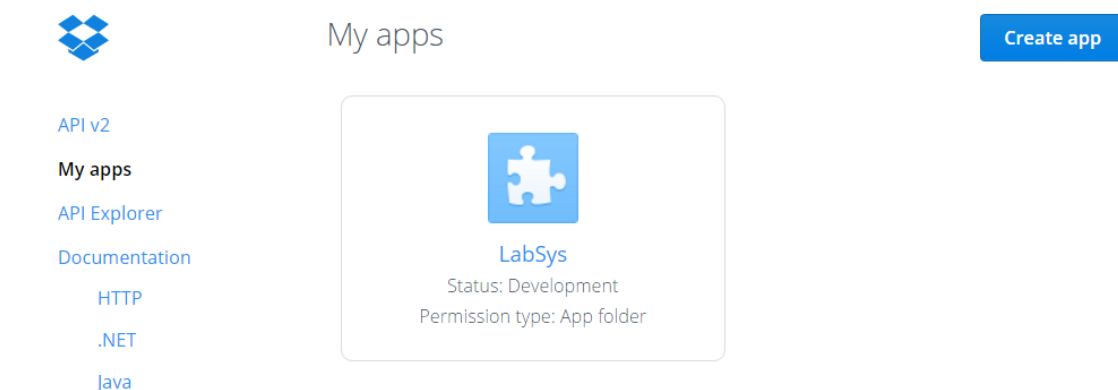 My apps
Create app
API v2
My apps
API Explorer
Documentation
HTTP
.NET
Java
LabSys
Status: Development
Permission type: App folder